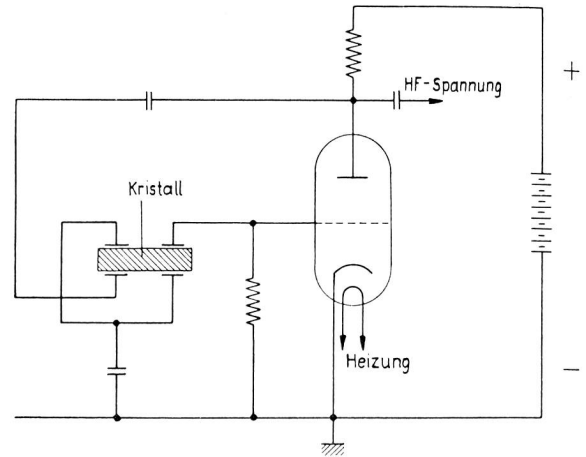 +
HF-Spannung
Kristall
Heizung
−